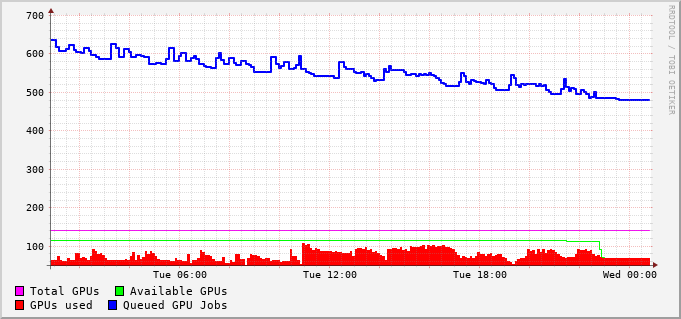 700
600
500
400
300
200
100
Tue 06:00
Tue 12:00
Tue 18:00
Wed 00:00
Total GPUs
Available GPUs
GPUs used
Queued GPU Jobs
RRDTOOL / TOBI OETIKER